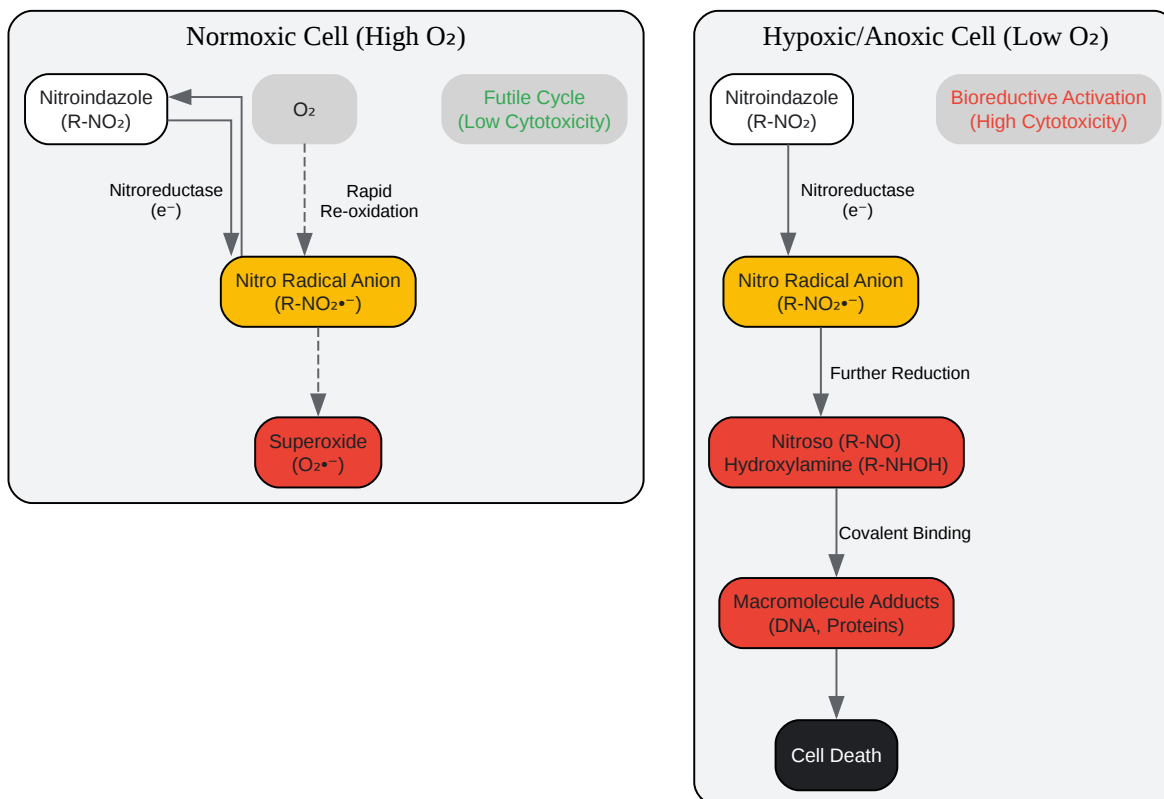 Normoxic Cell (High O₂)
Nitroindazole
(R-NO₂)
O₂
Futile Cycle
(Low Cytotoxicity)
Nitroreductase
(e⁻)
Rapid
Re-oxidation
Nitro Radical Anion
(R-NO₂•⁻)
Superoxide
(O₂•⁻)
Hypoxic/Anoxic Cell (Low O₂)
Nitroindazole
(R-NO₂)
Bioreductive Activation
(High Cytotoxicity)
Nitroreductase
(e⁻)
Nitro Radical Anion
(R-NO₂•⁻)
Further Reduction
Nitroso (R-NO)
Hydroxylamine (R-NHOH)
Covalent Binding
Macromolecule Adducts
(DNA, Proteins)
Cell Death